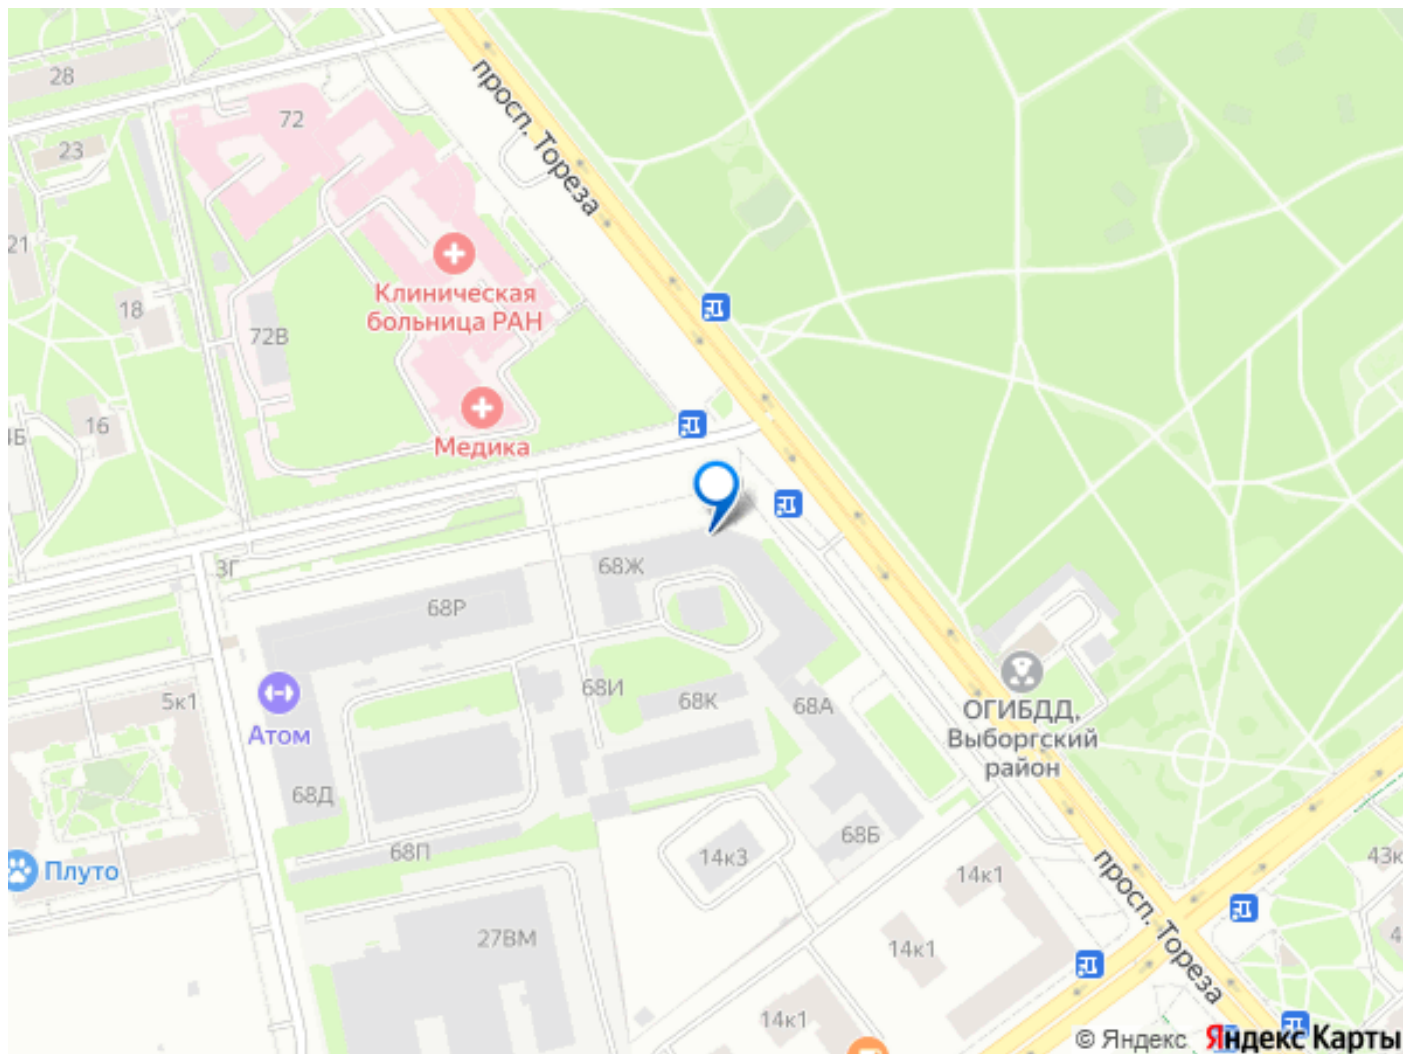 28
просп. Тореза
72
23
21
Клиническая
больница РАН
18
72В
16
Медика
3Г
68Ж
68Р
5к1
68И
68К
68А
ОГИБДД,
Выборгский
район
Атом
68Д
68Б
68П
14к3
Плуто
14к1
просп. Тореза
27ВМ
14к1
14к1
© Яндекс
Яндекс Карты